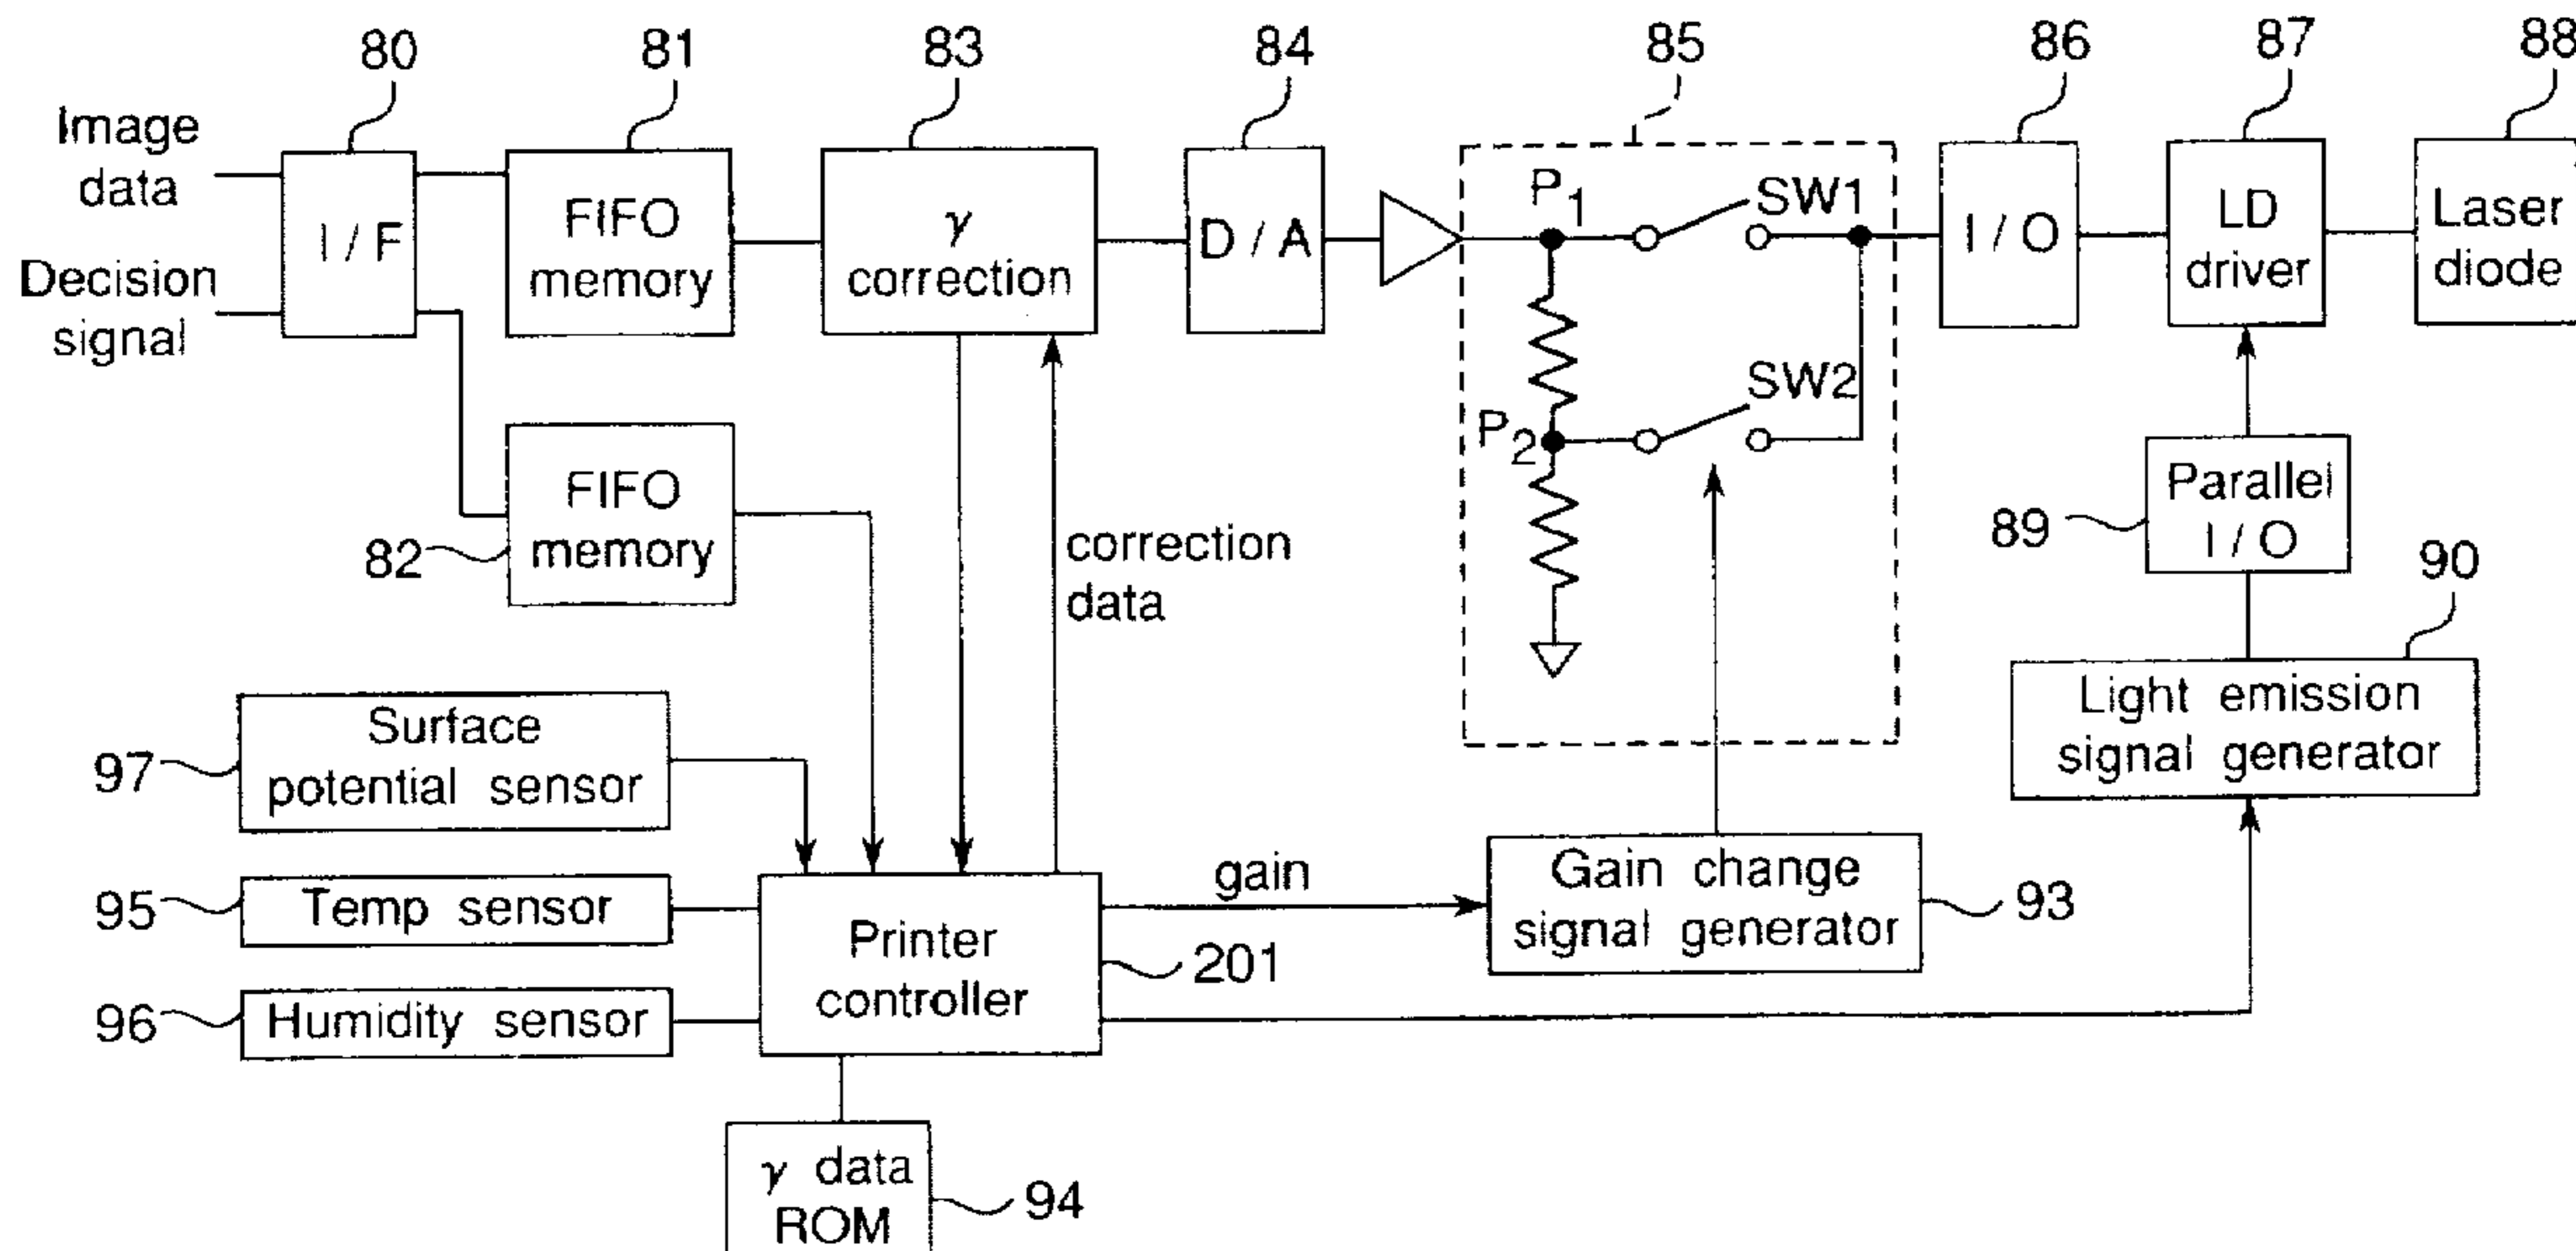 80
81
83
84
85
86
87
88
Image
data
Decision
signal
I / F
FIFO
memory
γ
correction
D / A
P1
SW1
I / O
LD
driver
Laser
diode
P2
SW2
FIFO
memory
82
correction
data
Parallel
I / O
89
90
Light emission
signal generator
Surface
potential sensor
97
Temp sensor
95
Humidity sensor
96
Printer
controller
201
gain
Gain change
signal generator
93
γ data
ROM
94